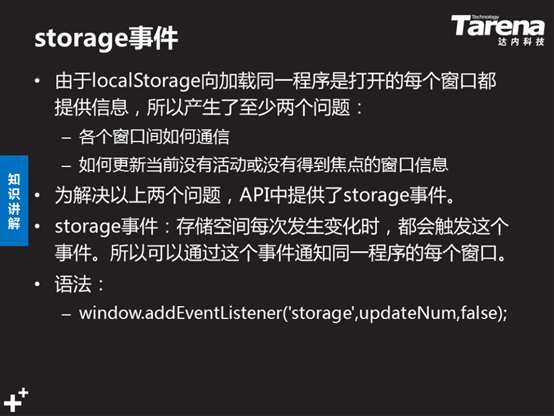 storage事件
Technology
Tarena
达内科技
• 由于localStorage向加载同一程序是打开的每个窗口都
提供信息，所以产生了至少两个问题：
– 各个窗口间如何通信
– 如何更新当前没有活动或没有得到焦点的窗口信息
知识讲解
• 为解决以上两个问题，API中提供了storage事件。
• storage事件：存储空间每次发生变化时，都会触发这个
事件。所以可以通过这个事件通知同一程序的每个窗口。
• 语法：
– window.addEventListener('storage',updateNum,false);